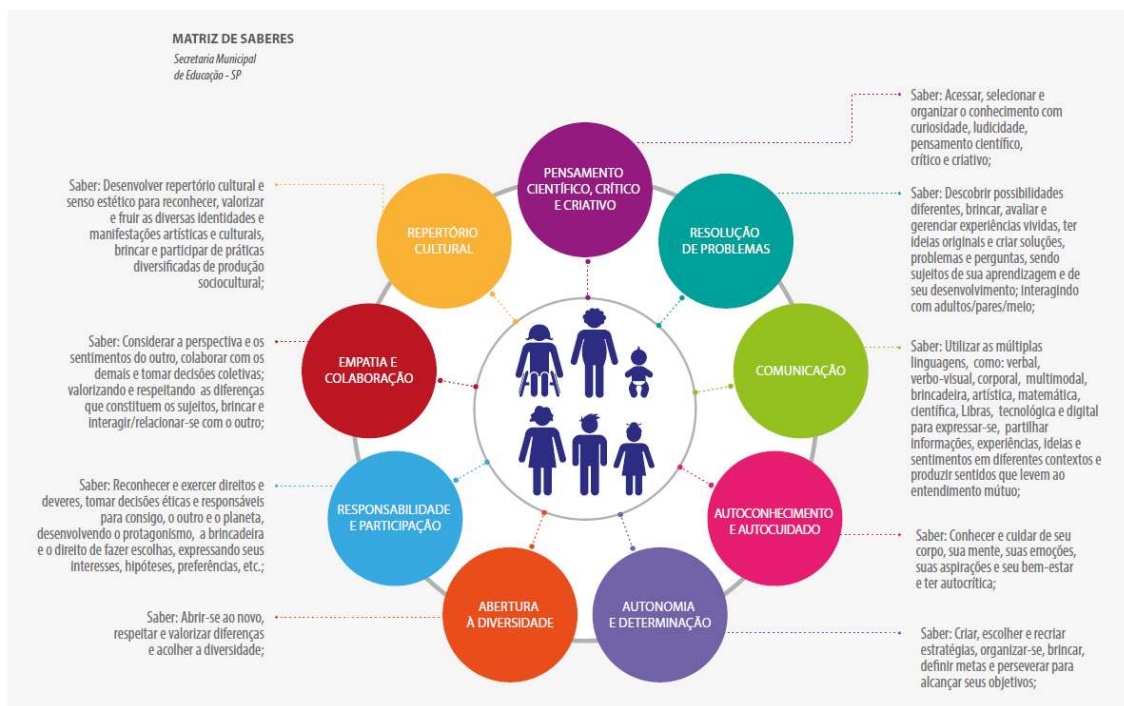 MATRIZ DE SABERES
Secretaria Municipal
de Educação - SP
PENSAMENTO
CIENTÍFICO, CRÍTICO
E CRIATIVO
Saber: Acessar, selecionar e
organizar o conhecimento com
curiosidade, ludicidade,
pensamento científico,
crítico e criativo;
RESOLUÇÃO
DE PROBLEMAS
Saber: Descobrir possibilidades
diferentes, brincar, avaliar e
gerenciar experiências vividas, ter
ideias originais e criar soluções,
problemas e perguntas, sendo
sujeitos de sua aprendizagem e de
seu desenvolvimento; interagindo
com adultos/pares/meio;
COMUNICAÇÃO
Saber: Utilizar as múltiplas
linguagens, como: verbal,
verbo-visual, corporal, multimodal,
brincadeira, artística, matemática,
científica, Libras, tecnológica e digital
para expressar-se, partilhar
informações, experiências, ideias e
sentimentos em diferentes contextos e
produzir sentidos que levem ao
entendimento mútuo;
AUTOCONHECIMENTO
E AUTOCUIDADO
Saber: Conhecer e cuidar de seu
corpo, sua mente, suas emoções,
suas aspirações e seu bem-estar
e ter autocrítica;
AUTONOMIA
E DETERMINAÇÃO
Saber: Criar, escolher e recriar
estratégias, organizar-se, brincar,
definir metas e perseverar para
alcançar seus objetivos;
ABERTURA
À DIVERSIDADE
Saber: Abrir-se ao novo,
respeitar e valorizar diferenças
e acolher a diversidade;
RESPONSABILIDADE
E PARTICIPAÇÃO
Saber: Reconhecer e exercer direitos e
deveres, tomar decisões éticas e responsáveis
para consigo, o outro e o planeta,
desenvolvendo o protagonismo, a brincadeira
e o direito de fazer escolhas, expressando seus
interesses, hipóteses, preferências, etc.;
EMPATIA E
COLABORAÇÃO
Saber: Considerar a perspectiva e os
sentimentos do outro, colaborar com os
demais e tomar decisões coletivas;
valorizando e respeitando as diferenças
que constituem os sujeitos, brincar e
interagir/relacionar-se com o outro;
REPERTÓRIO
CULTURAL
Saber: Desenvolver repertório cultural e
senso estético para reconhecer, valorizar
e fruir as diversas identidades e
manifestações artísticas e culturais,
brincar e participar de práticas
diversificadas de produção
sociocultural;